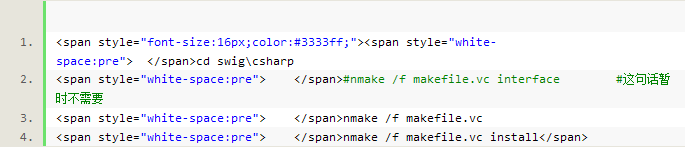 1. <span style="font-size:16px;color:#3333ff;"><span style="white-
space:pre">  </span>cd swig\csharp
2. <span style="white-space:pre">    </span>#nmake /f makefile.vc interface        #这句话暂
时不需要
3. <span style="white-space:pre">    </span>nmake /f makefile.vc
4. <span style="white-space:pre">    </span>nmake /f makefile.vc install</span>